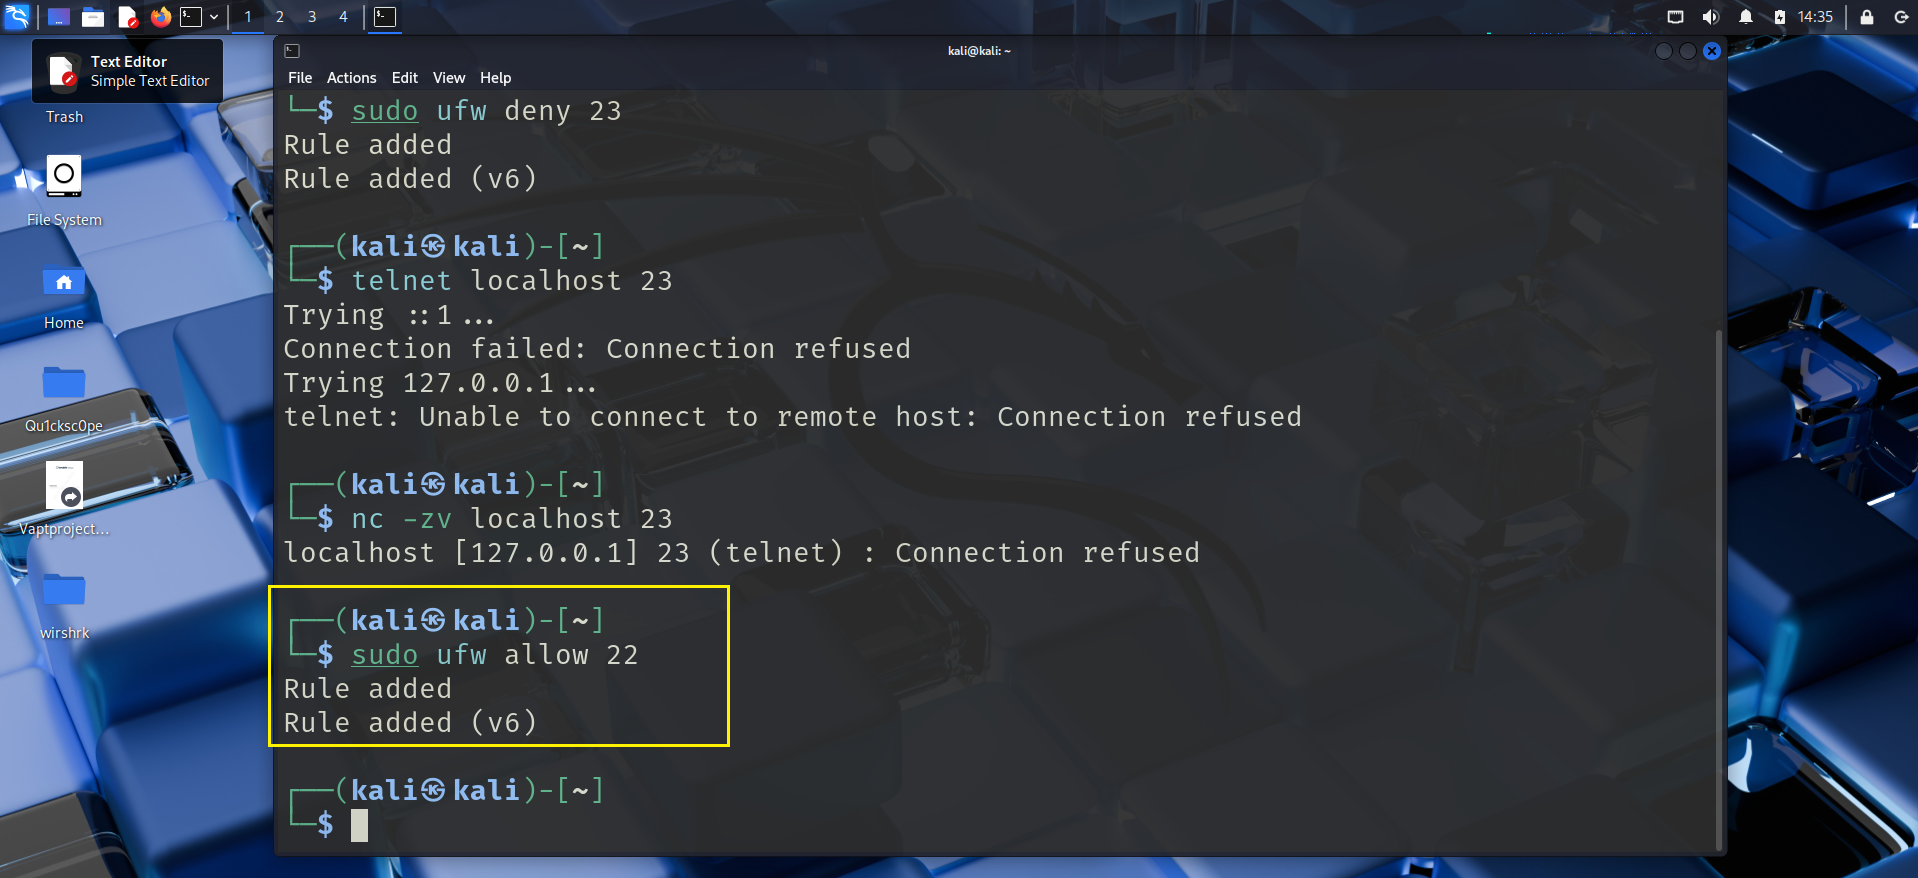 1 2 3 4
14:35
Text Editor
Simple Text Editor
Trash
File System
Home
Qu1cksc0pe
Vaptproject...
wirshrk
kali@kali: ~
File Actions Edit View Help
└─$ sudo ufw deny 23
Rule added
Rule added (v6)
┌──(kali㉿kali)-[~]
└─$ telnet localhost 23
Trying ::1...
Connection failed: Connection refused
Trying 127.0.0.1...
telnet: Unable to connect to remote host: Connection refused
┌──(kali㉿kali)-[~]
└─$ nc -zv localhost 23
localhost [127.0.0.1] 23 (telnet) : Connection refused
┌──(kali㉿kali)-[~]
└─$ sudo ufw allow 22
Rule added
Rule added (v6)
┌──(kali㉿kali)-[~]
└─$